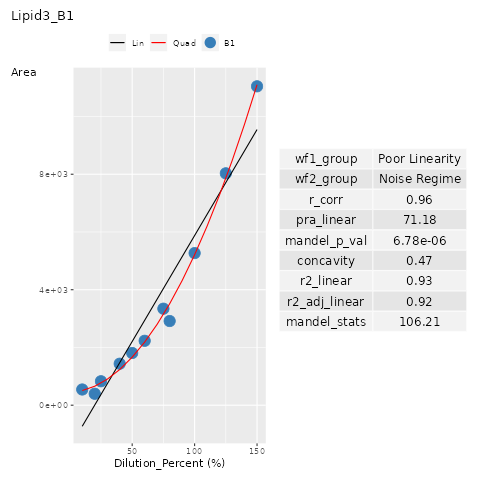 Lipid3_B1
Lin Quad B1
Area
8e+03
4e+03
0e+00
50 100 150
Dilution_Percent (%)
wf1_group Poor Linearity
wf2_group Noise Regime
r_corr 0.96
pra_linear 71.18
mandel_p_val 6.78e-06
concavity 0.47
r2_linear 0.93
r2_adj_linear 0.92
mandel_stats 106.21